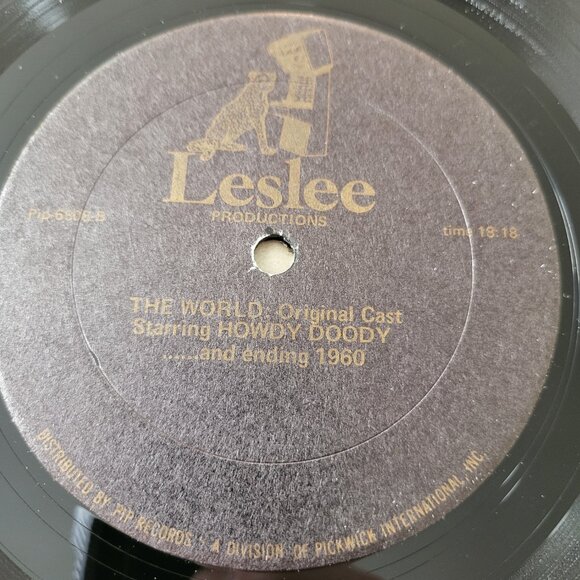 Leslee
PRODUCTIONS
PIP-6808-B
time 18:18
THE WORLD: Original Cast
Starring HOWDY DOODY
......and ending 1960
DISTRIBUTED BY PIP RECORDS / A DIVISION OF PICKWICK INTERNATIONAL, INC.